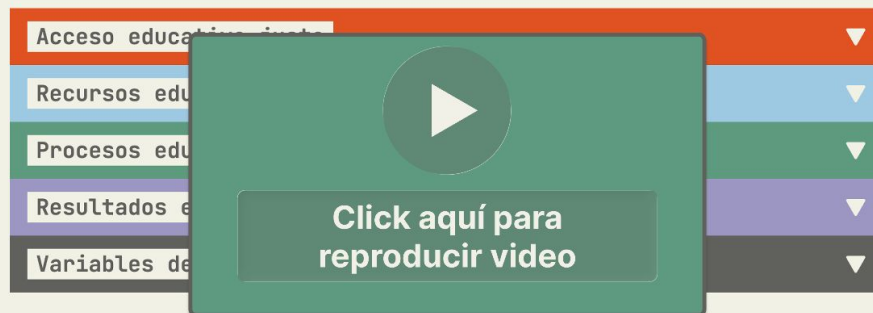 Acceso educativo justo
Recursos edu
Procesos edu
Resultados e
Variables de
Click aquí para
reproducir video